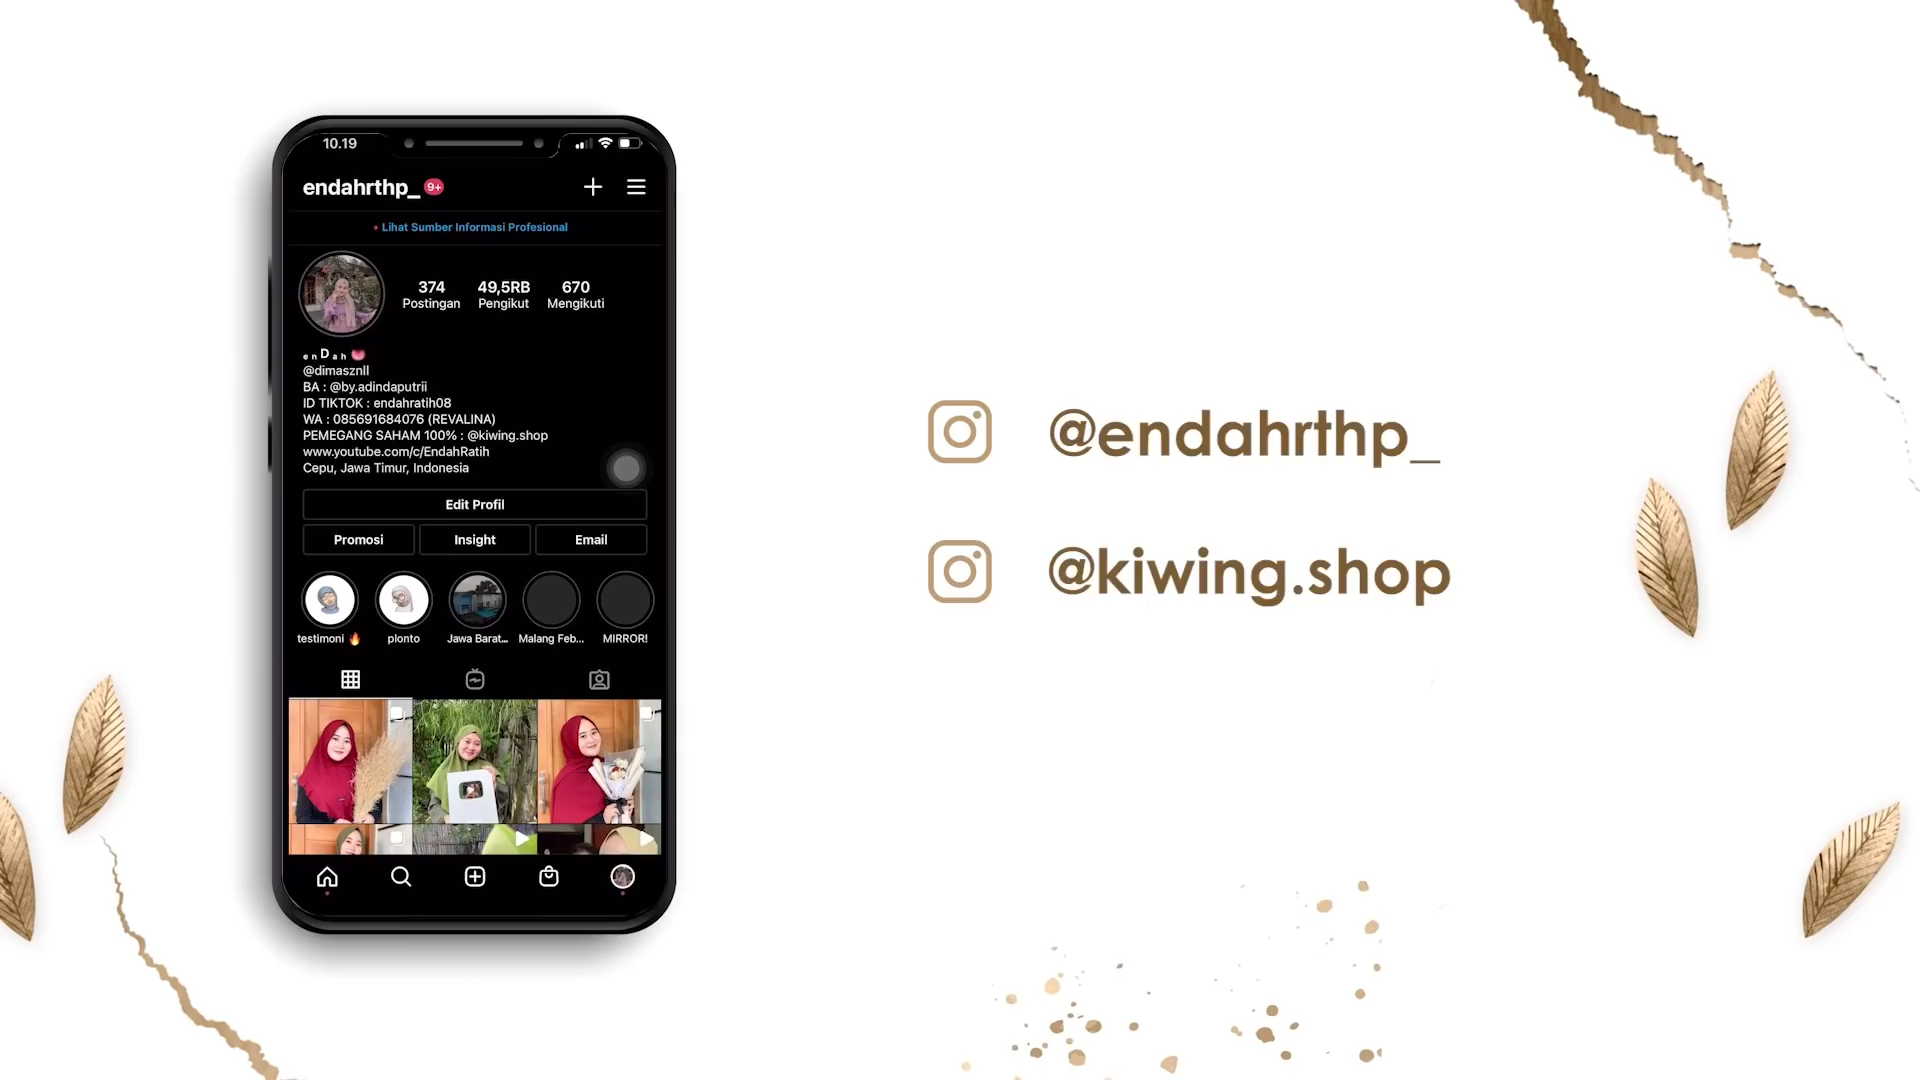 10.19
endahrthp_ 9+
Lihat Sumber Informasi Profesional
374 49,5RB 670
Postingan Pengikut Mengikuti
ₑ ₙ D ₐ ₕ
@dimasznll
BA : @by.adindaputrii
ID TIKTOK : endahratih08
WA : 085691684076 (REVALINA)
PEMEGANG SAHAM 100% : @kiwing.shop
www.youtube.com/c/EndahRatih
Cepu, Jawa Timur, Indonesia
Edit Profil
Promosi Insight Email
testimoni 🔥 plonto Jawa Barat... Malang Feb... MIRROR!
@endahrthp_
@kiwing.shop